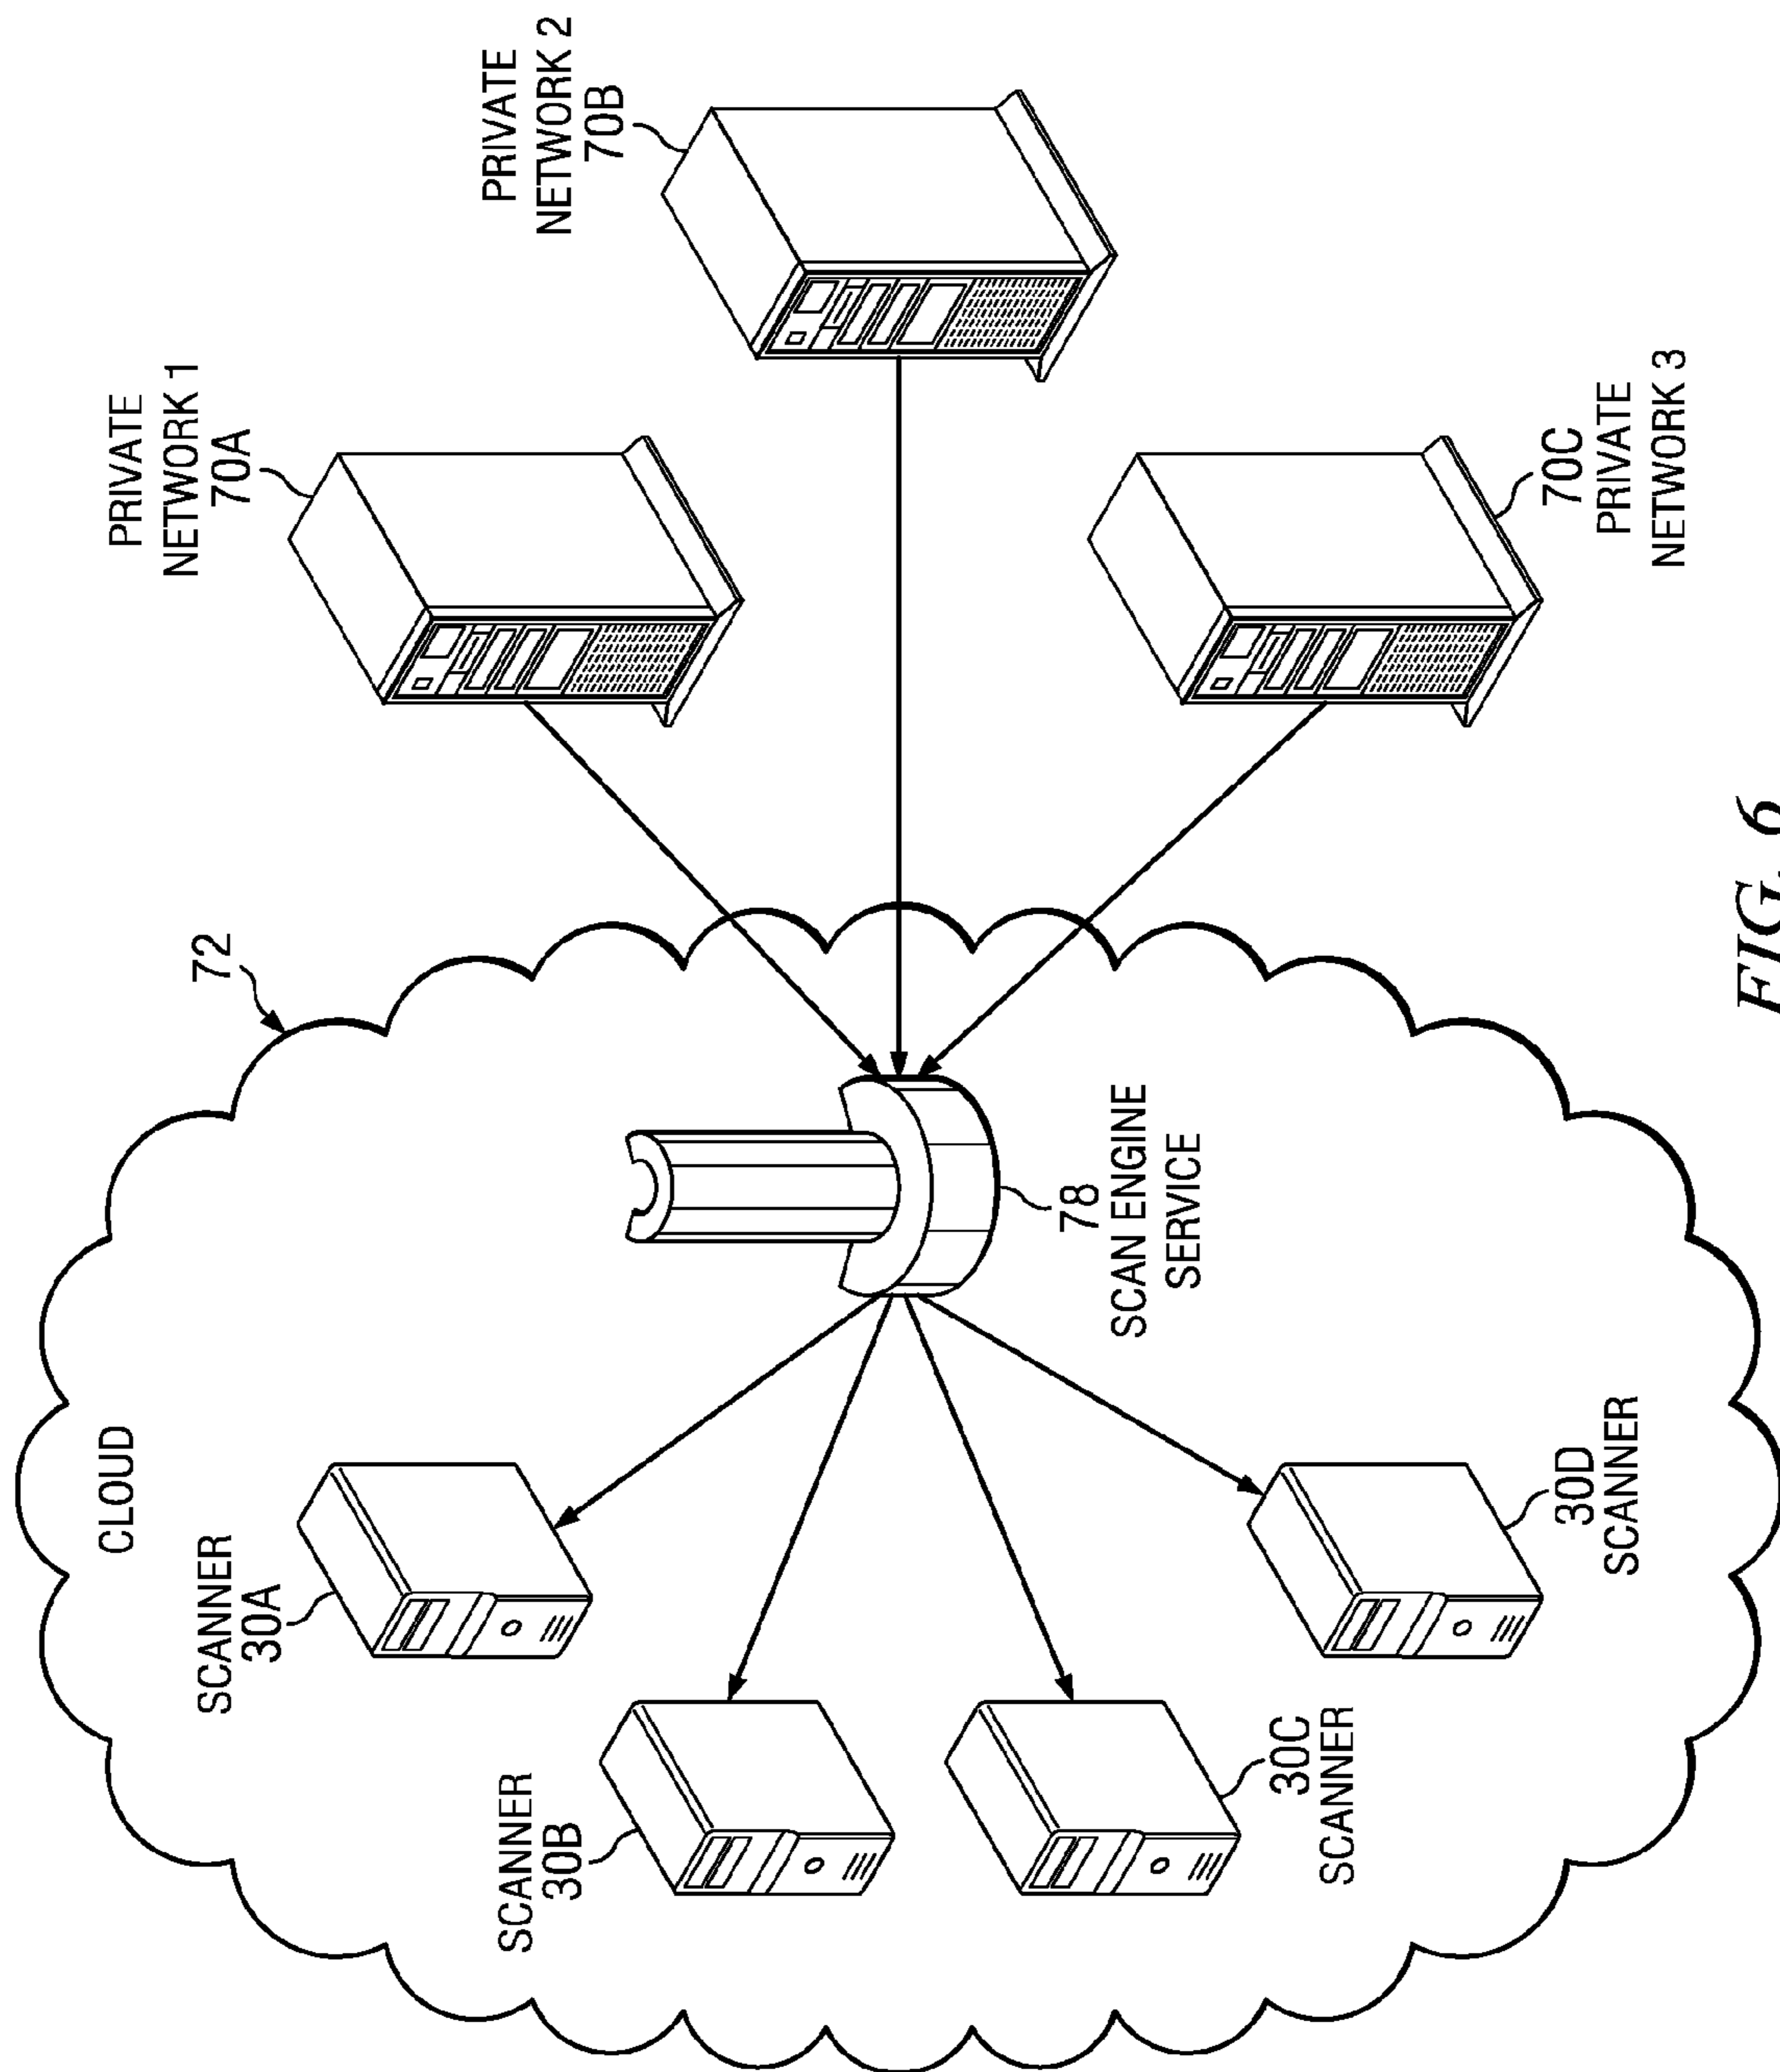 CLOUD
72
SCANNER
30A
SCANNER
30B
30C
SCANNER
30D
SCANNER
78
SCAN ENGINE
SERVICE
PRIVATE
NETWORK 1
70A
PRIVATE
NETWORK 2
70B
70C
PRIVATE
NETWORK 3
FIG. 6